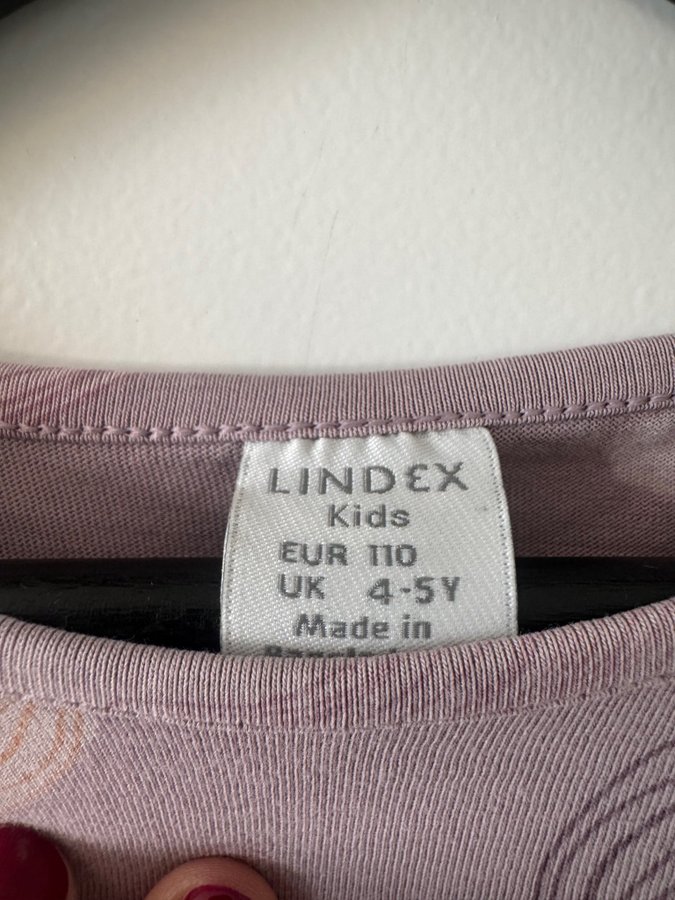 LINDEX
Kids
EUR 110
UK 4-5Y
Made in